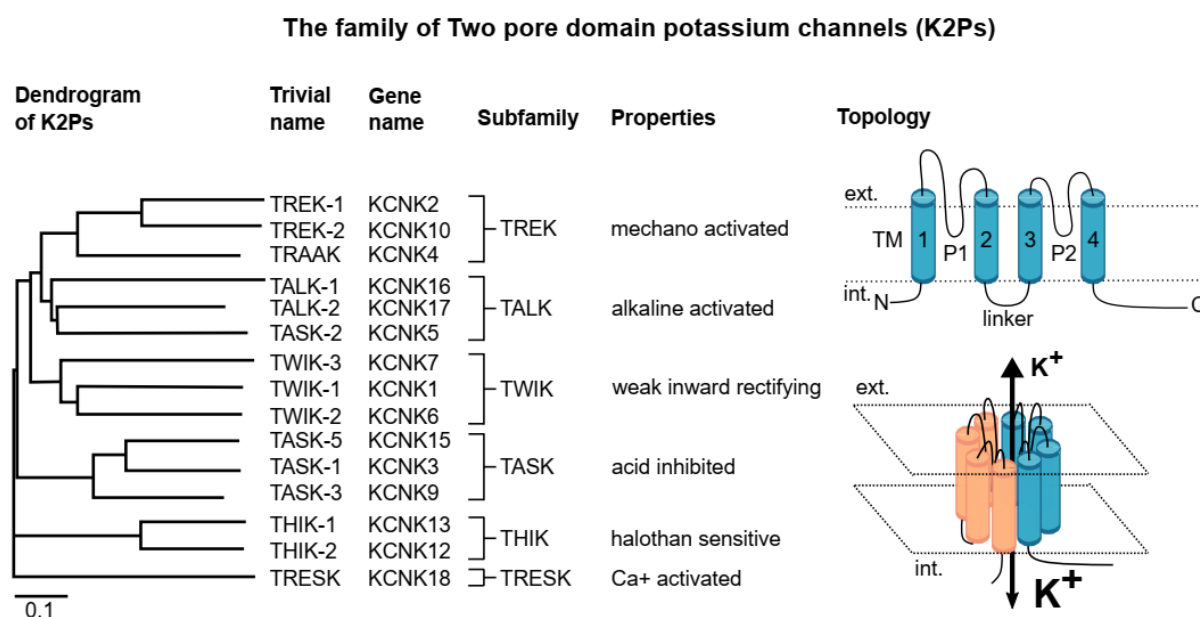 The family of Two pore domain potassium channels (K2Ps)
Dendrogram of K2Ps
Trivial name
Gene name
Subfamily
Properties
Topology
TREK-1 KCNK2
TREK-2 KCNK10
TRAAK KCNK4
TREK mechano activated
TALK-1 KCNK16
TALK-2 KCNK17
TASK-2 KCNK5
TALK alkaline activated
TWIK-3 KCNK7
TWIK-1 KCNK1
TWIK-2 KCNK6
TWIK weak inward rectifying
TASK-5 KCNK15
TASK-1 KCNK3
TASK-3 KCNK9
TASK acid inhibited
THIK-1 KCNK13
THIK-2 KCNK12
THIK halothan sensitive
TRESK KCNK18 TRESK Ca+ activated
0.1
ext.
TM 1 P1 2 3 P2 4
int. N C
linker
K+
ext.
int.
K+